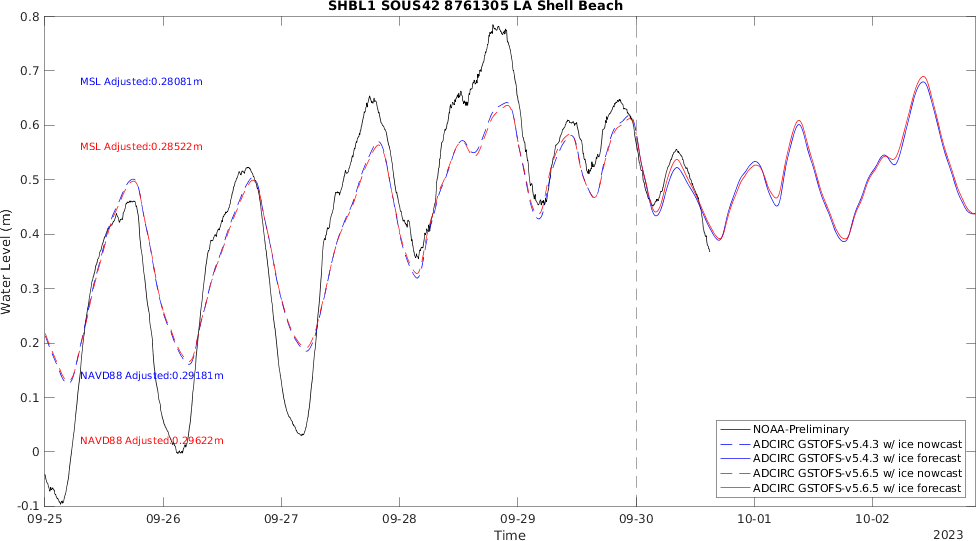 SHBL1 SOUS42 8761305 LA Shell Beach
0.8
0.7
0.6
0.5
0.4
0.3
0.2
0.1
0
-0.1
Water Level (m)
MSL Adjusted:0.28081m
MSL Adjusted:0.28522m
NAVD88 Adjusted:0.29181m
NAVD88 Adjusted:0.29622m
NOAA-Preliminary
ADCIRC GSTOFS-v5.4.3 w/ ice nowcast
ADCIRC GSTOFS-v5.4.3 w/ ice forecast
ADCIRC GSTOFS-v5.6.5 w/ ice nowcast
ADCIRC GSTOFS-v5.6.5 w/ ice forecast
09-25 09-26 09-27 09-28 09-29 09-30 10-01 10-02
Time
2023